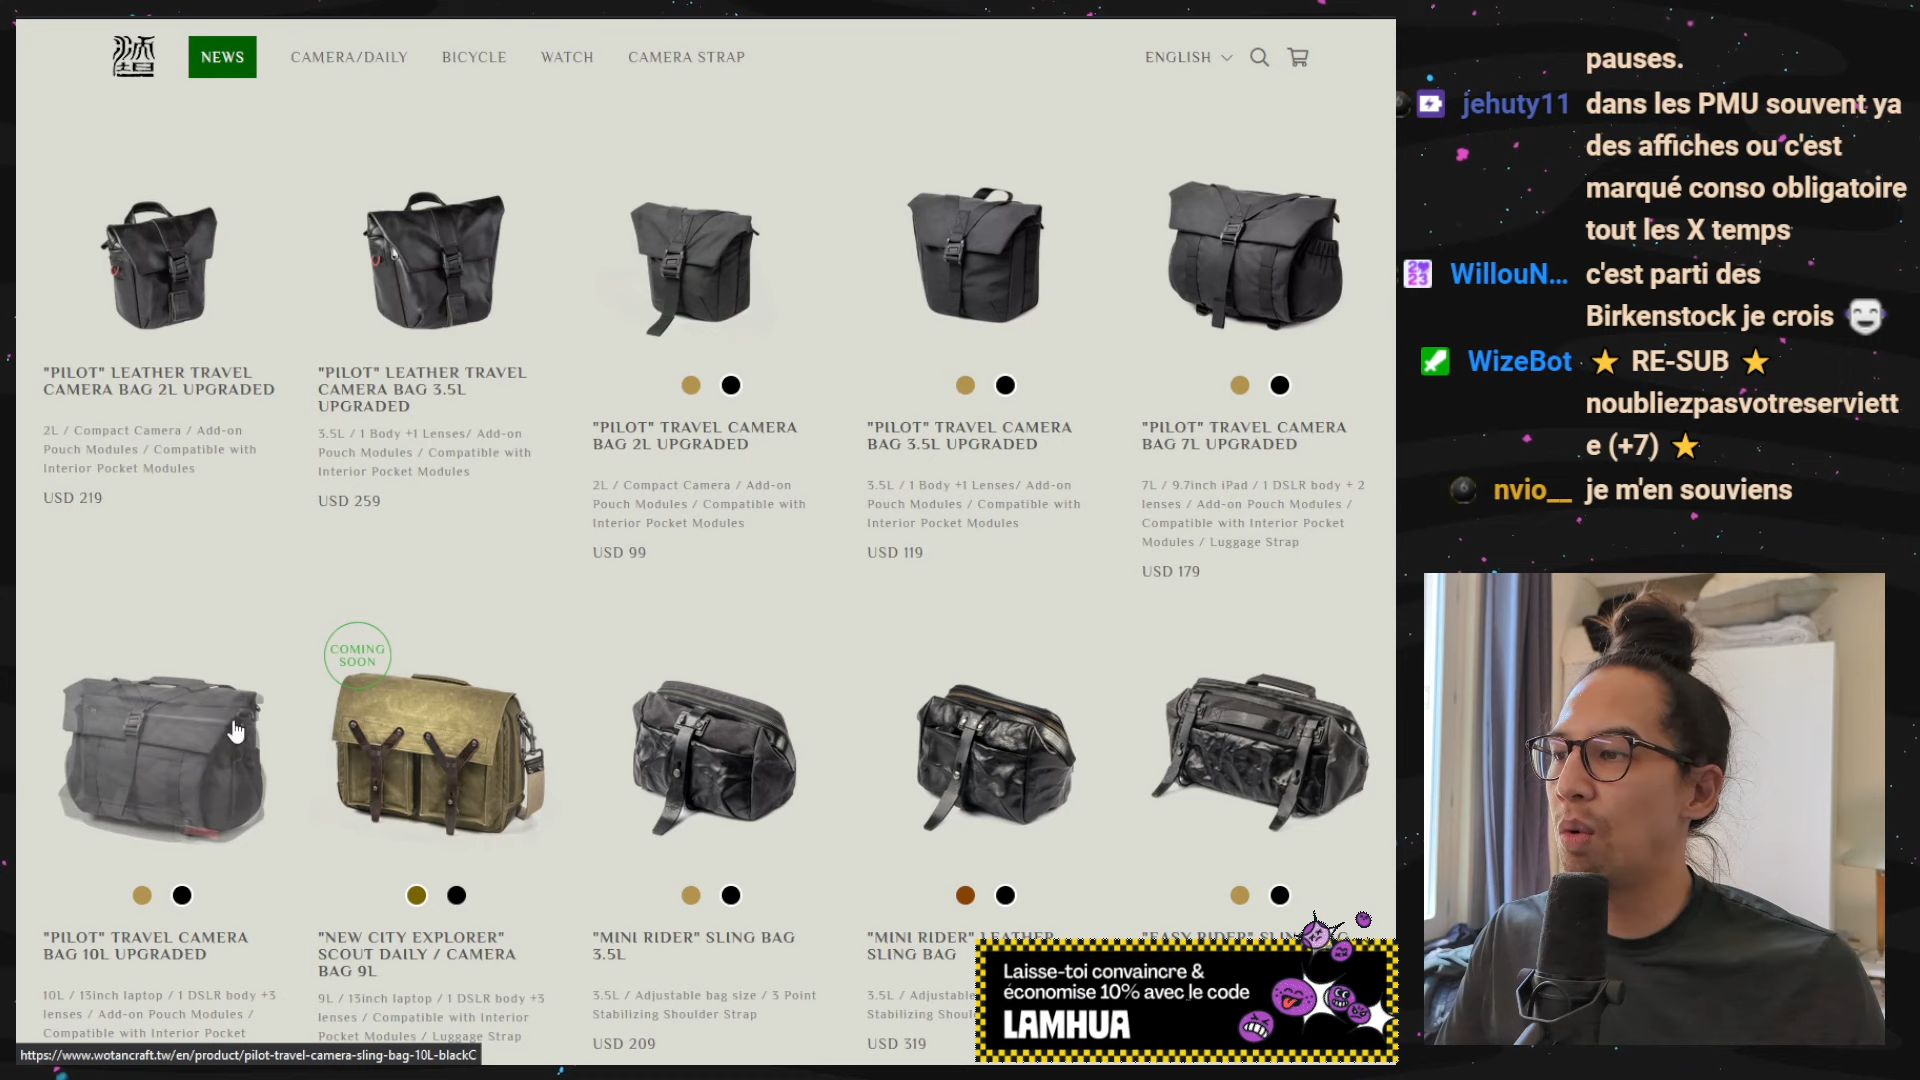 NEWS
CAMERA/DAILY
BICYCLE
WATCH
CAMERA STRAP
ENGLISH
"PILOT" LEATHER TRAVEL
CAMERA BAG 2L UPGRADED
2L / Compact Camera / Add-on
Pouch Modules / Compatible with
Interior Pocket Modules
USD 219
"PILOT" LEATHER TRAVEL
CAMERA BAG 3.5L
UPGRADED
3.5L / 1 Body +1 Lenses/ Add-on
Pouch Modules / Compatible with
Interior Pocket Modules
USD 259
"PILOT" TRAVEL CAMERA
BAG 2L UPGRADED
2L / Compact Camera / Add-on
Pouch Modules / Compatible with
Interior Pocket Modules
USD 99
"PILOT" TRAVEL CAMERA
BAG 3.5L UPGRADED
3.5L / 1 Body +1 Lenses/ Add-on
Pouch Modules / Compatible with
Interior Pocket Modules
USD 119
"PILOT" TRAVEL CAMERA
BAG 7L UPGRADED
7L / 9.7inch iPad / 1 DSLR body + 2
lenses / Add-on Pouch Modules /
Compatible with Interior Pocket
Modules / Luggage Strap
USD 179
"PILOT" TRAVEL CAMERA
BAG 10L UPGRADED
10L / 13inch laptop / 1 DSLR body +3
lenses / Add-on Pouch Modules /
Compatible with Interior Pocket
COMING
SOON
"NEW CITY EXPLORER"
SCOUT DAILY / CAMERA
BAG 9L
9L / 13inch laptop / 1 DSLR body +3
lenses / Compatible with Interior
Pocket Modules / Luggage Strap
"MINI RIDER" SLING BAG
3.5L
3.5L / Adjustable bag size / 3 Point
Stabilizing Shoulder Strap
USD 209
"MINI RIDER" LEATHER
SLING BAG
3.5L / Adjustable
Stabilizing Shoul
USD 319
"EASY RIDER" SLING BAG
https://www.wotancraft.tw/en/product/pilot-travel-camera-sling-bag-10L-blackC
Laisse-toi convaincre &
économise 10% avec le code
LAMHUA
pauses.
jehuty11 dans les PMU souvent ya
des affiches ou c'est
marqué conso obligatoire
tout les X temps
WillouN... c'est parti des
Birkenstock je crois
WizeBot RE-SUB
noubliezpasvotreserviett
e (+7)
nvio__ je m'en souviens